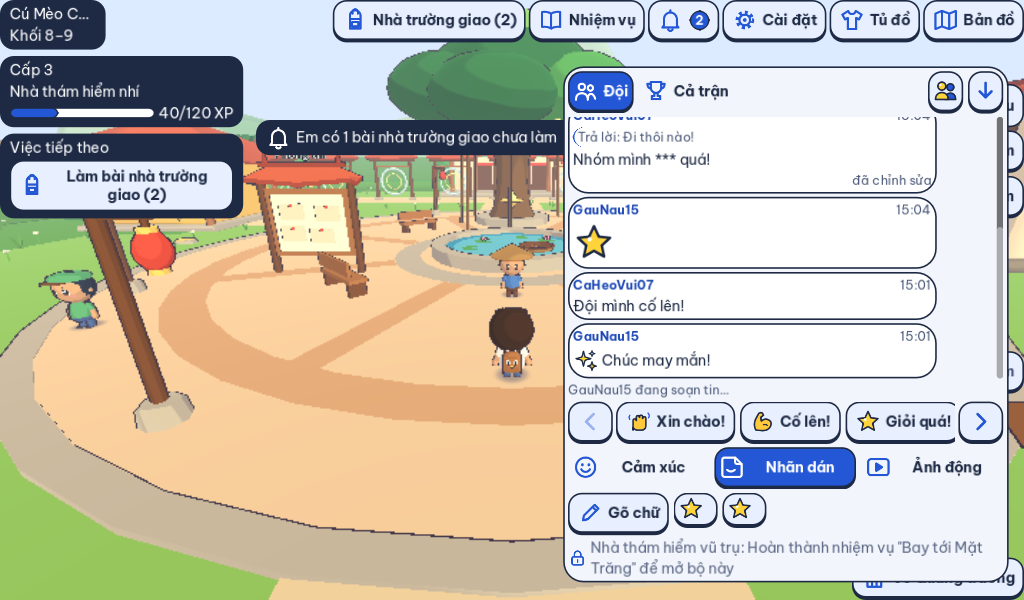 Cú Mèo C...
Khối 8–9
Nhà trường giao (2)
Nhiệm vụ
2
Cài đặt
Tủ đồ
Bản đồ
Cấp 3
Nhà thám hiểm nhí
40/120 XP
Việc tiếp theo
Làm bài nhà trường
giao (2)
Em có 1 bài nhà trường giao chưa làm
Đội
Cả trận
CaHeoVui07 15:04
Trả lời: Đi thôi nào!
Nhóm mình *** quá!
đã chỉnh sửa
GauNau15 15:04
CaHeoVui07 15:01
Đội mình cố lên!
GauNau15 15:01
Chúc may mắn!
GauNau15 đang soạn tin...
Xin chào!
Cố lên!
Giỏi quá!
Cảm xúc
Nhãn dán
Ảnh động
Gõ chữ
Nhà thám hiểm vũ trụ: Hoàn thành nhiệm vụ "Bay tới Mặt
Trăng" để mở bộ này